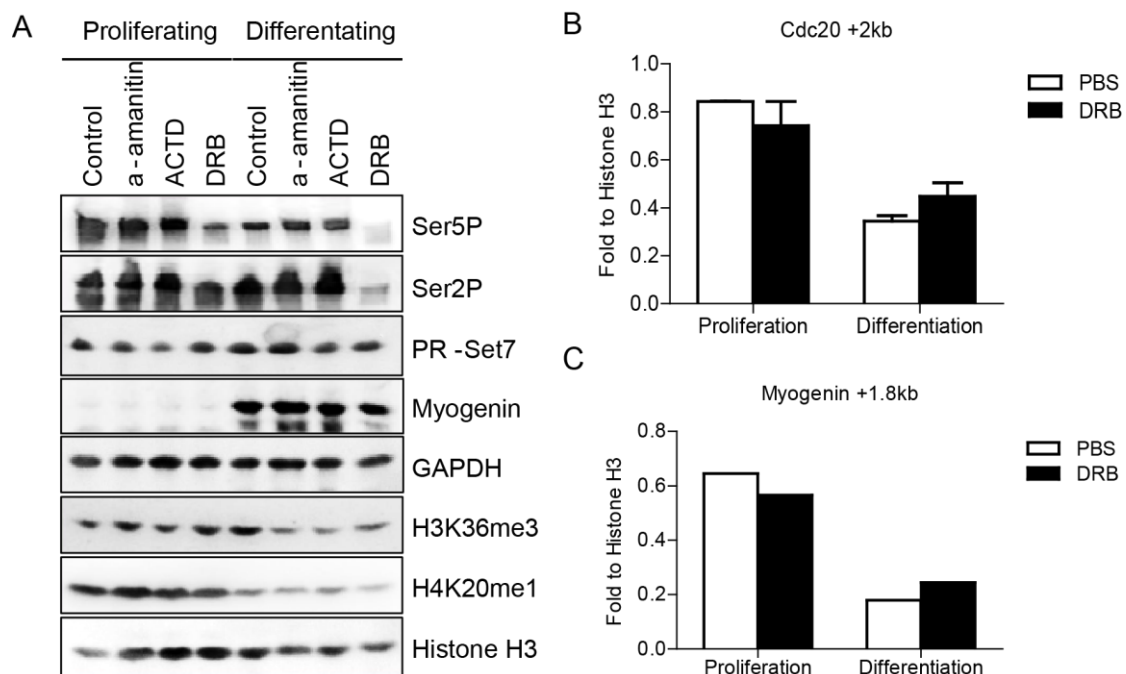 A
Proliferating Differentating
Control
a-amanitin
ACTD
DRB
Control
a-amanitin
ACTD
DRB
Ser5P
Ser2P
PR -Set7
Myogenin
GAPDH
H3K36me3
H4K20me1
Histone H3
B
Cdc20 +2kb
Fold to Histone H3
1.0
0.8
0.6
0.4
0.2
0.0
Proliferation Differentiation
PBS
DRB
C
Myogenin +1.8kb
Fold to Histone H3
0.8
0.6
0.4
0.2
0.0
Proliferation Differentiation
PBS
DRB